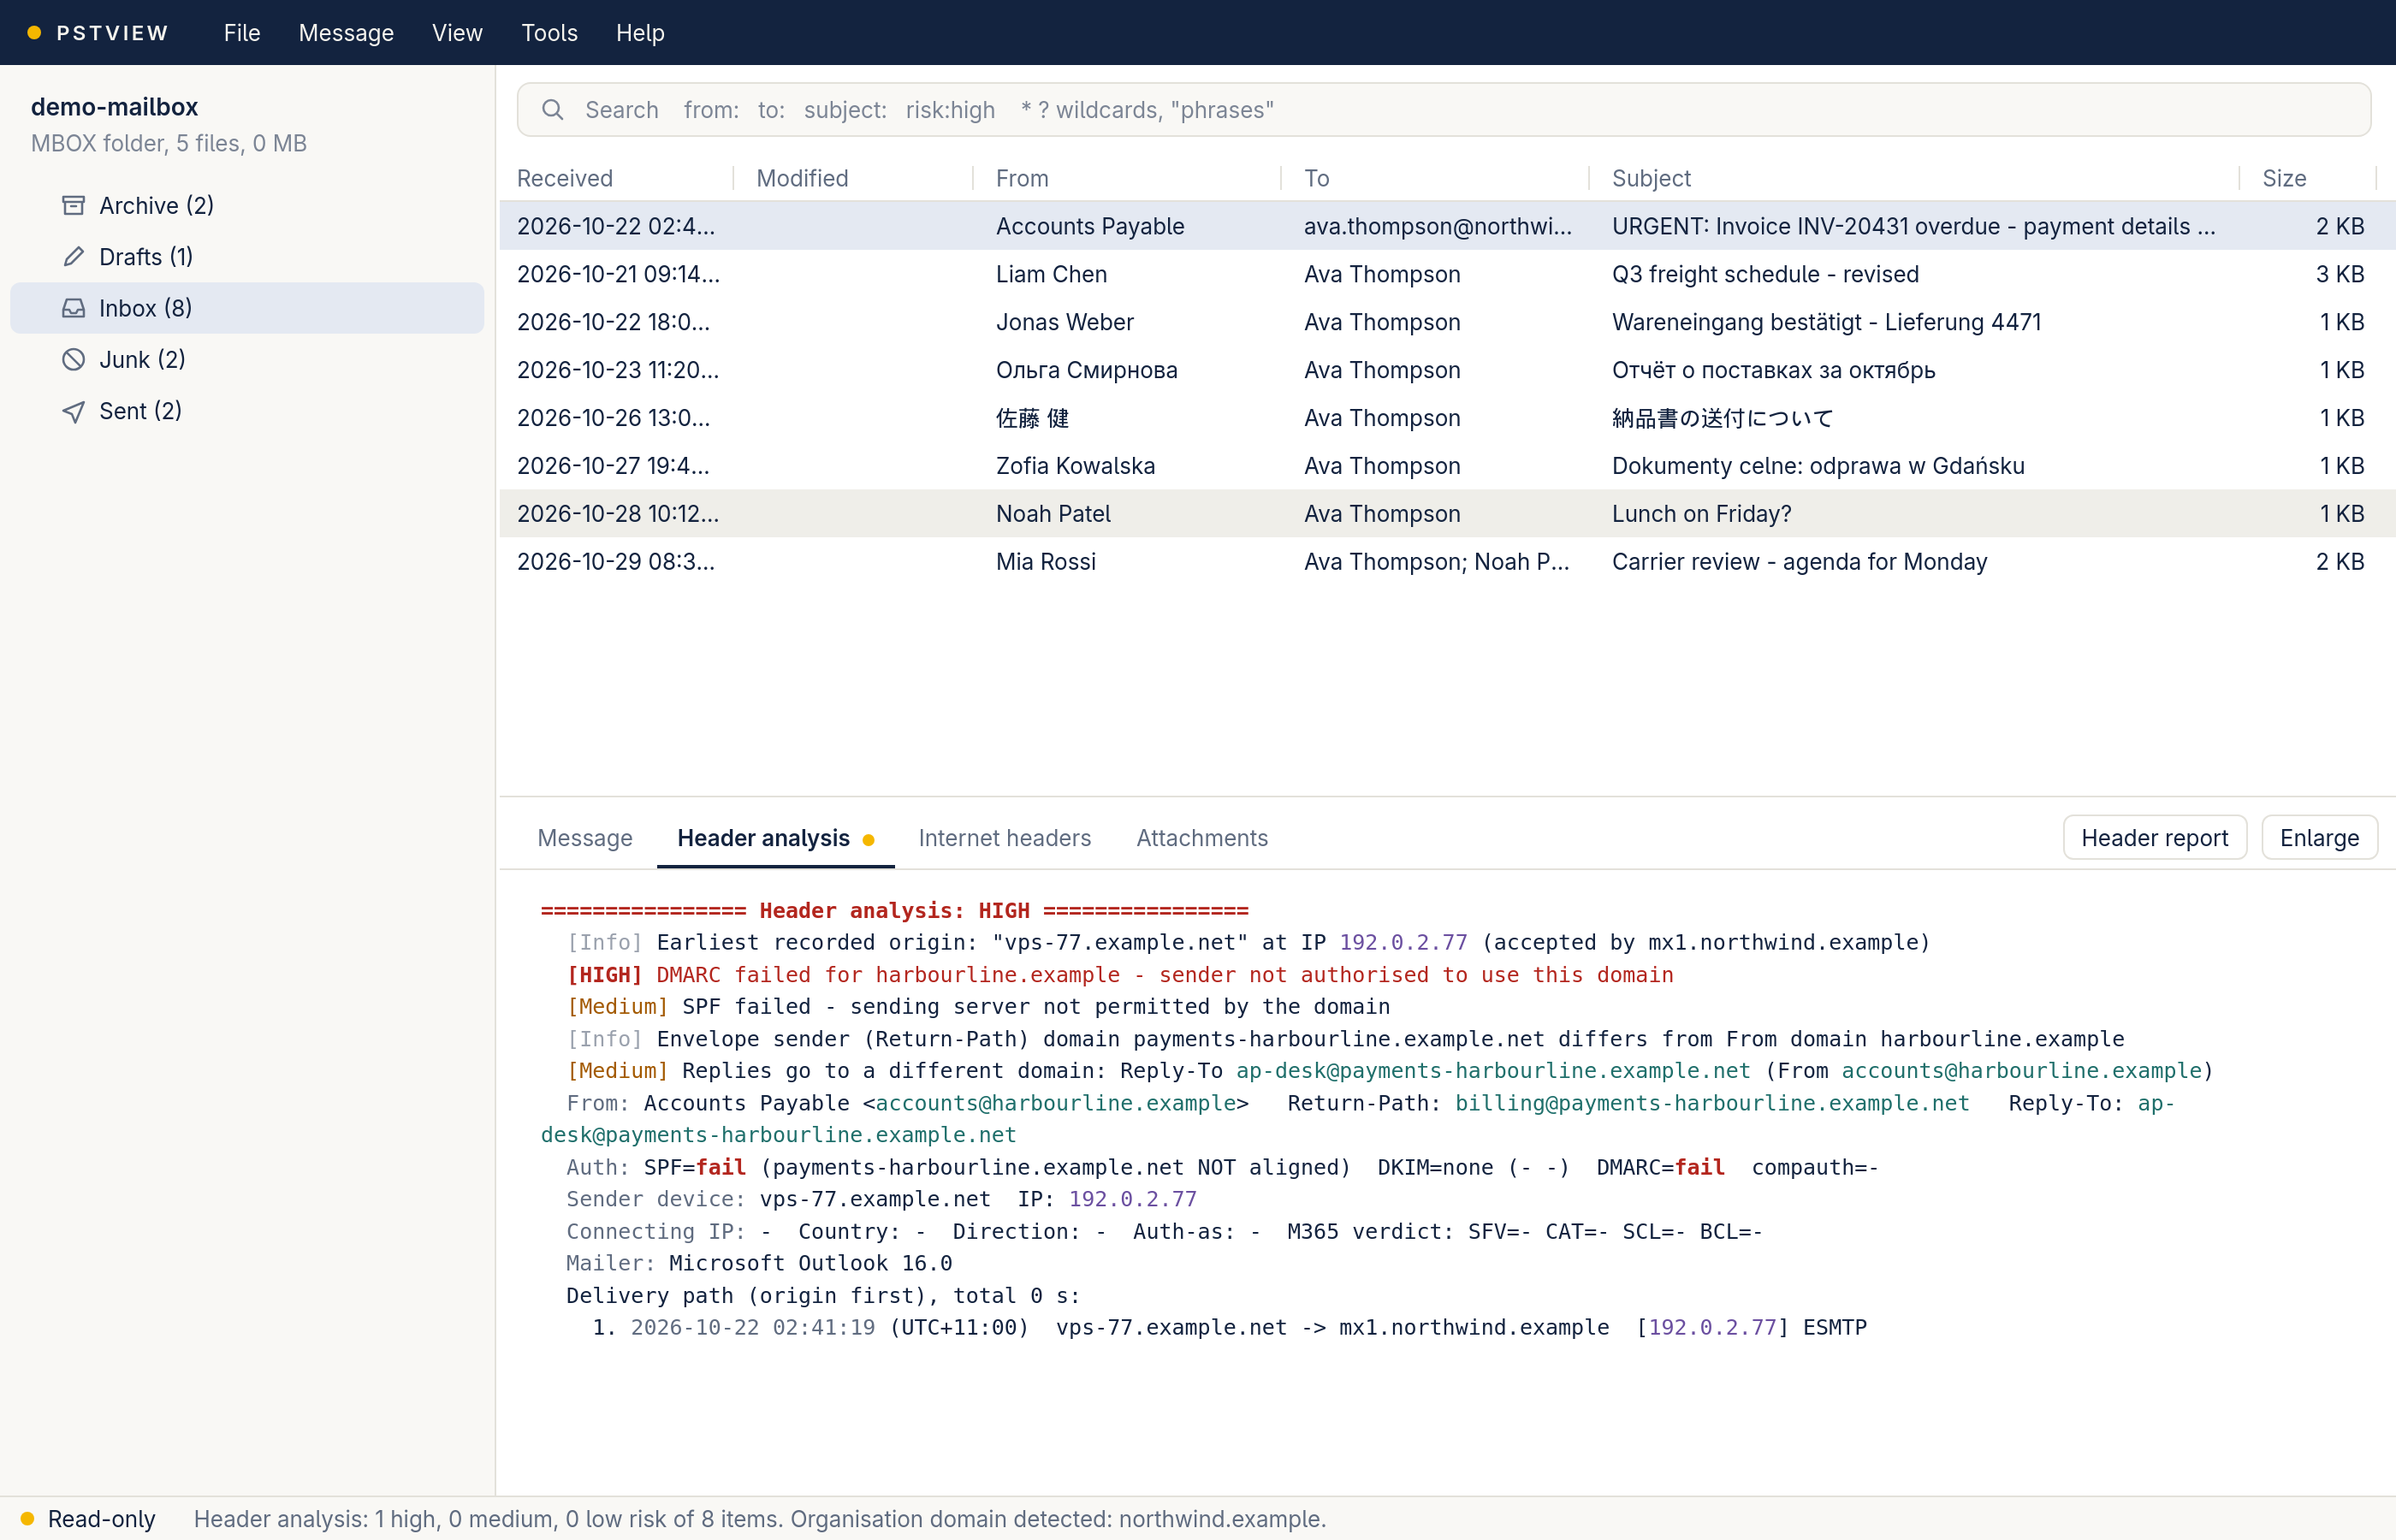 PSTVIEW File Message View Tools Help
demo-mailbox
MBOX folder, 5 files, 0 MB
Archive (2)
Drafts (1)
Inbox (8)
Junk (2)
Sent (2)
Search from: to: subject: risk:high * ? wildcards, "phrases"
Received Modified From To Subject Size
2026-10-22 02:4... Accounts Payable ava.thompson@northwi... URGENT: Invoice INV-20431 overdue - payment details ... 2 KB
2026-10-21 09:14... Liam Chen Ava Thompson Q3 freight schedule - revised 3 KB
2026-10-22 18:0... Jonas Weber Ava Thompson Wareneingang bestätigt - Lieferung 4471 1 KB
2026-10-23 11:20... Ольга Смирнова Ava Thompson Отчёт о поставках за октябрь 1 KB
2026-10-26 13:0... 佐藤 健 Ava Thompson 納品書の送付について 1 KB
2026-10-27 19:4... Zofia Kowalska Ava Thompson Dokumenty celne: odprawa w Gdańsku 1 KB
2026-10-28 10:12... Noah Patel Ava Thompson Lunch on Friday? 1 KB
2026-10-29 08:3... Mia Rossi Ava Thompson; Noah P... Carrier review - agenda for Monday 2 KB
Message Header analysis Internet headers Attachments Header report Enlarge
================ Header analysis: HIGH ================
[Info] Earliest recorded origin: "vps-77.example.net" at IP 192.0.2.77 (accepted by mx1.northwind.example)
[HIGH] DMARC failed for harbourline.example - sender not authorised to use this domain
[Medium] SPF failed - sending server not permitted by the domain
[Info] Envelope sender (Return-Path) domain payments-harbourline.example.net differs from From domain harbourline.example
[Medium] Replies go to a different domain: Reply-To ap-desk@payments-harbourline.example.net (From accounts@harbourline.example)
From: Accounts Payable <accounts@harbourline.example> Return-Path: billing@payments-harbourline.example.net Reply-To: ap-
desk@payments-harbourline.example.net
Auth: SPF=fail (payments-harbourline.example.net NOT aligned) DKIM=none (- -) DMARC=fail compauth=-
Sender device: vps-77.example.net IP: 192.0.2.77
Connecting IP: - Country: - Direction: - Auth-as: - M365 verdict: SFV=- CAT=- SCL=- BCL=-
Mailer: Microsoft Outlook 16.0
Delivery path (origin first), total 0 s:
1. 2026-10-22 02:41:19 (UTC+11:00) vps-77.example.net -> mx1.northwind.example [192.0.2.77] ESMTP
Read-only Header analysis: 1 high, 0 medium, 0 low risk of 8 items. Organisation domain detected: northwind.example.